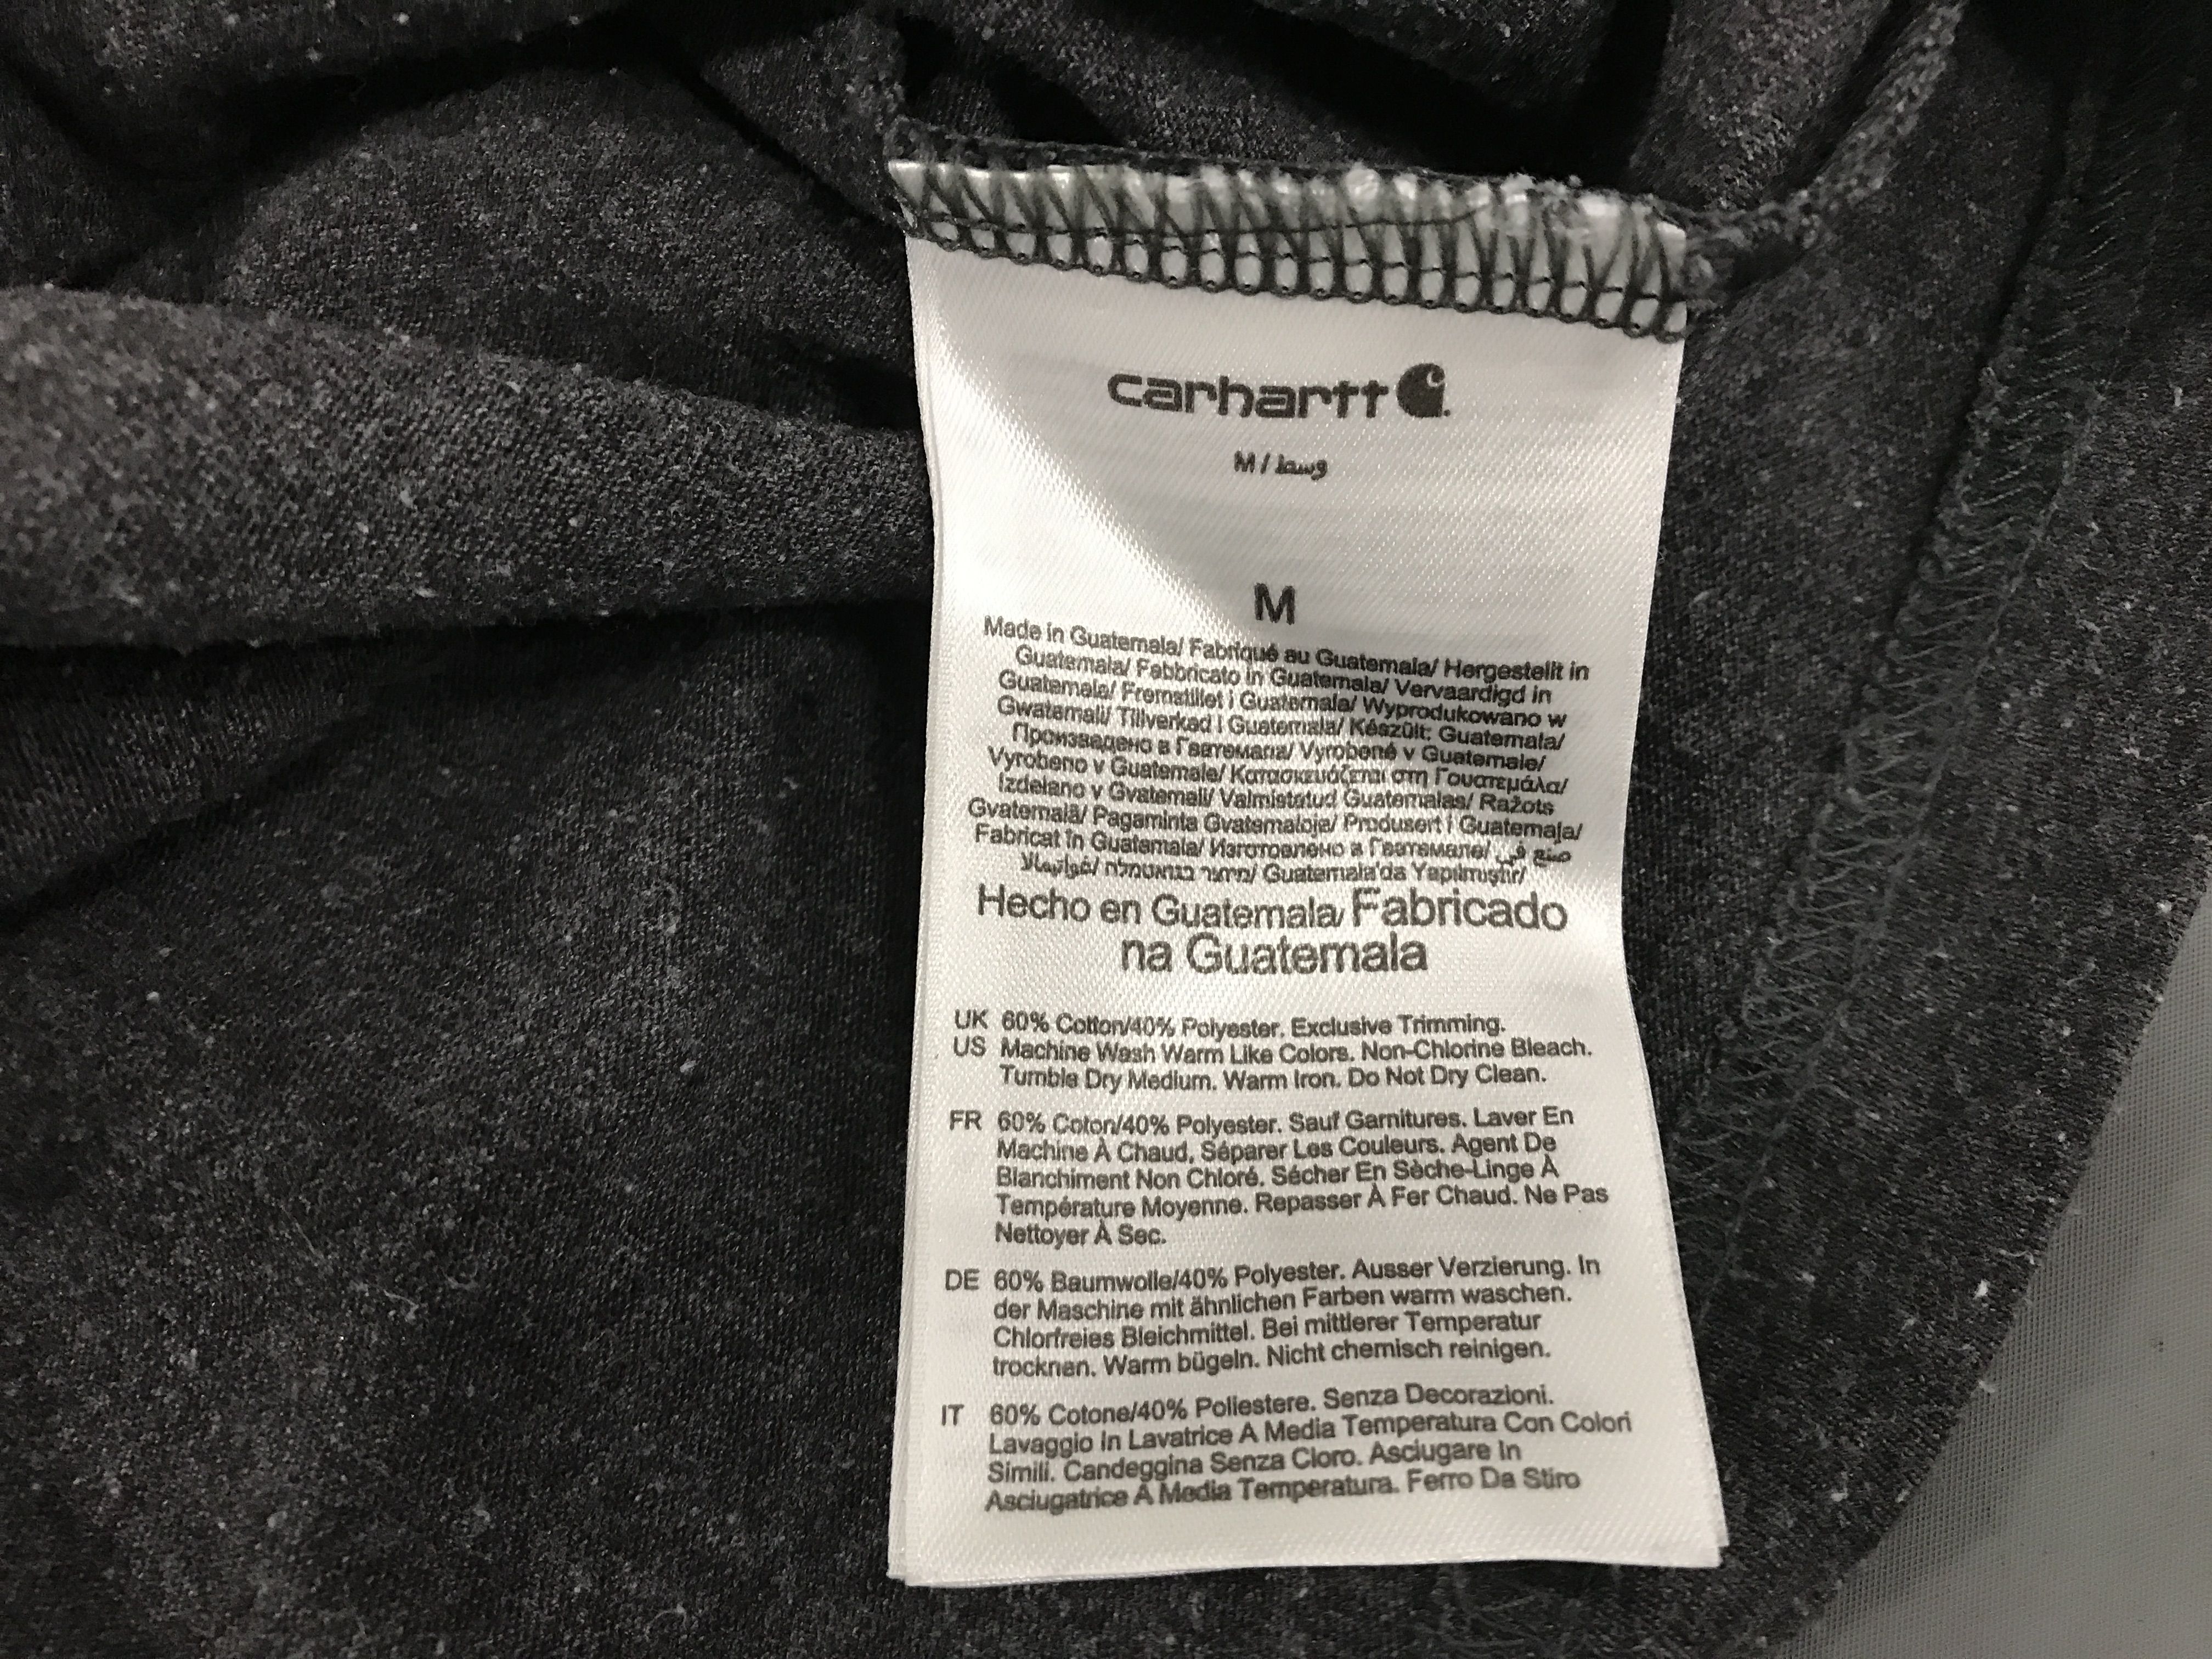 carhartt
M / وسط
M
Made in Guatemala/ Fabriqué au Guatemala/ Hergestellt in
Guatemala/ Fabbricato in Guatemala/ Vervaardigd in
Guatemala/ Fremstillet i Guatemala/ Wyprodukowano w
Gwatemali/ Tillverkad i Guatemala/ Készült: Guatemala/
Произведено в Гватемала/ Vyrobené v Guatemale/
Vyrobeno v Guatemale/ Κατασκευάζεται στη Γουατεμάλα/
Izdelano v Gvatemali/ Valmistatud Guatemalas/ Ražots
Gvatemalā/ Pagaminta Gvatemaloje/ Produsert i Guatemala/
Fabricat în Guatemala/ Изготовлено в Гватемале/ صنع في
غواتيمالا/ מיוצר בגואטמלה/ Guatemala'da Yapılmıştır/
Hecho en Guatemala/ Fabricado
na Guatemala
UK 60% Cotton/40% Polyester. Exclusive Trimming.
US Machine Wash Warm Like Colors. Non-Chlorine Bleach.
Tumble Dry Medium. Warm Iron. Do Not Dry Clean.
FR 60% Coton/40% Polyester. Sauf Garnitures. Laver En
Machine À Chaud, Séparer Les Couleurs. Agent De
Blanchiment Non Chloré. Sécher En Sèche-Linge À
Température Moyenne. Repasser À Fer Chaud. Ne Pas
Nettoyer À Sec.
DE 60% Baumwolle/40% Polyester. Ausser Verzierung. In
der Maschine mit ähnlichen Farben warm waschen.
Chlorfreies Bleichmittel. Bei mittlerer Temperatur
trocknen. Warm bügeln. Nicht chemisch reinigen.
IT 60% Cotone/40% Poliestere. Senza Decorazioni.
Lavaggio In Lavatrice A Media Temperatura Con Colori
Simili. Candeggina Senza Cloro. Asciugare In
Asciugatrice A Media Temperatura. Ferro Da Stiro